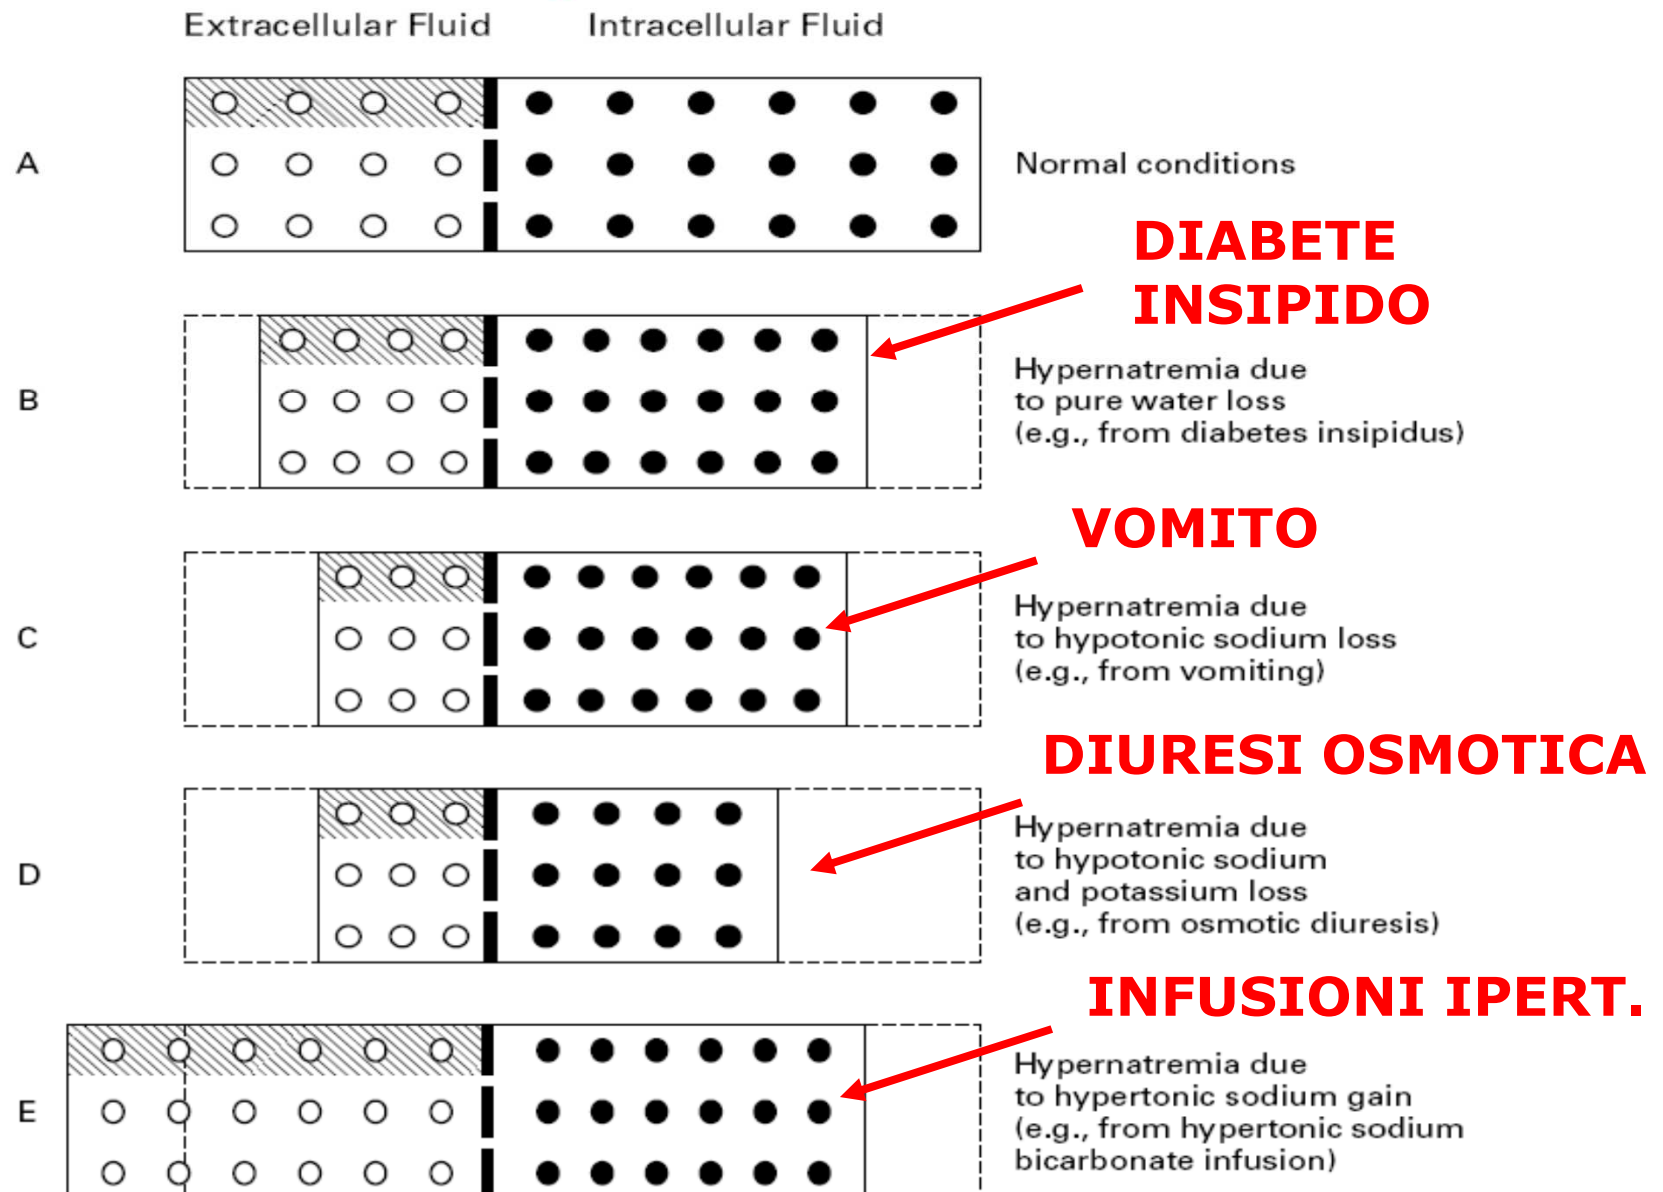 Extracellular Fluid Intracellular Fluid
A
Normal conditions
DIABETE
INSIPIDO
B
Hypernatremia due
to pure water loss
(e.g., from diabetes insipidus)
VOMITO
C
Hypernatremia due
to hypotonic sodium loss
(e.g., from vomiting)
DIURESI OSMOTICA
D
Hypernatremia due
to hypotonic sodium
and potassium loss
(e.g., from osmotic diuresis)
INFUSIONI IPERT.
E
Hypernatremia due
to hypertonic sodium gain
(e.g., from hypertonic sodium
bicarbonate infusion)